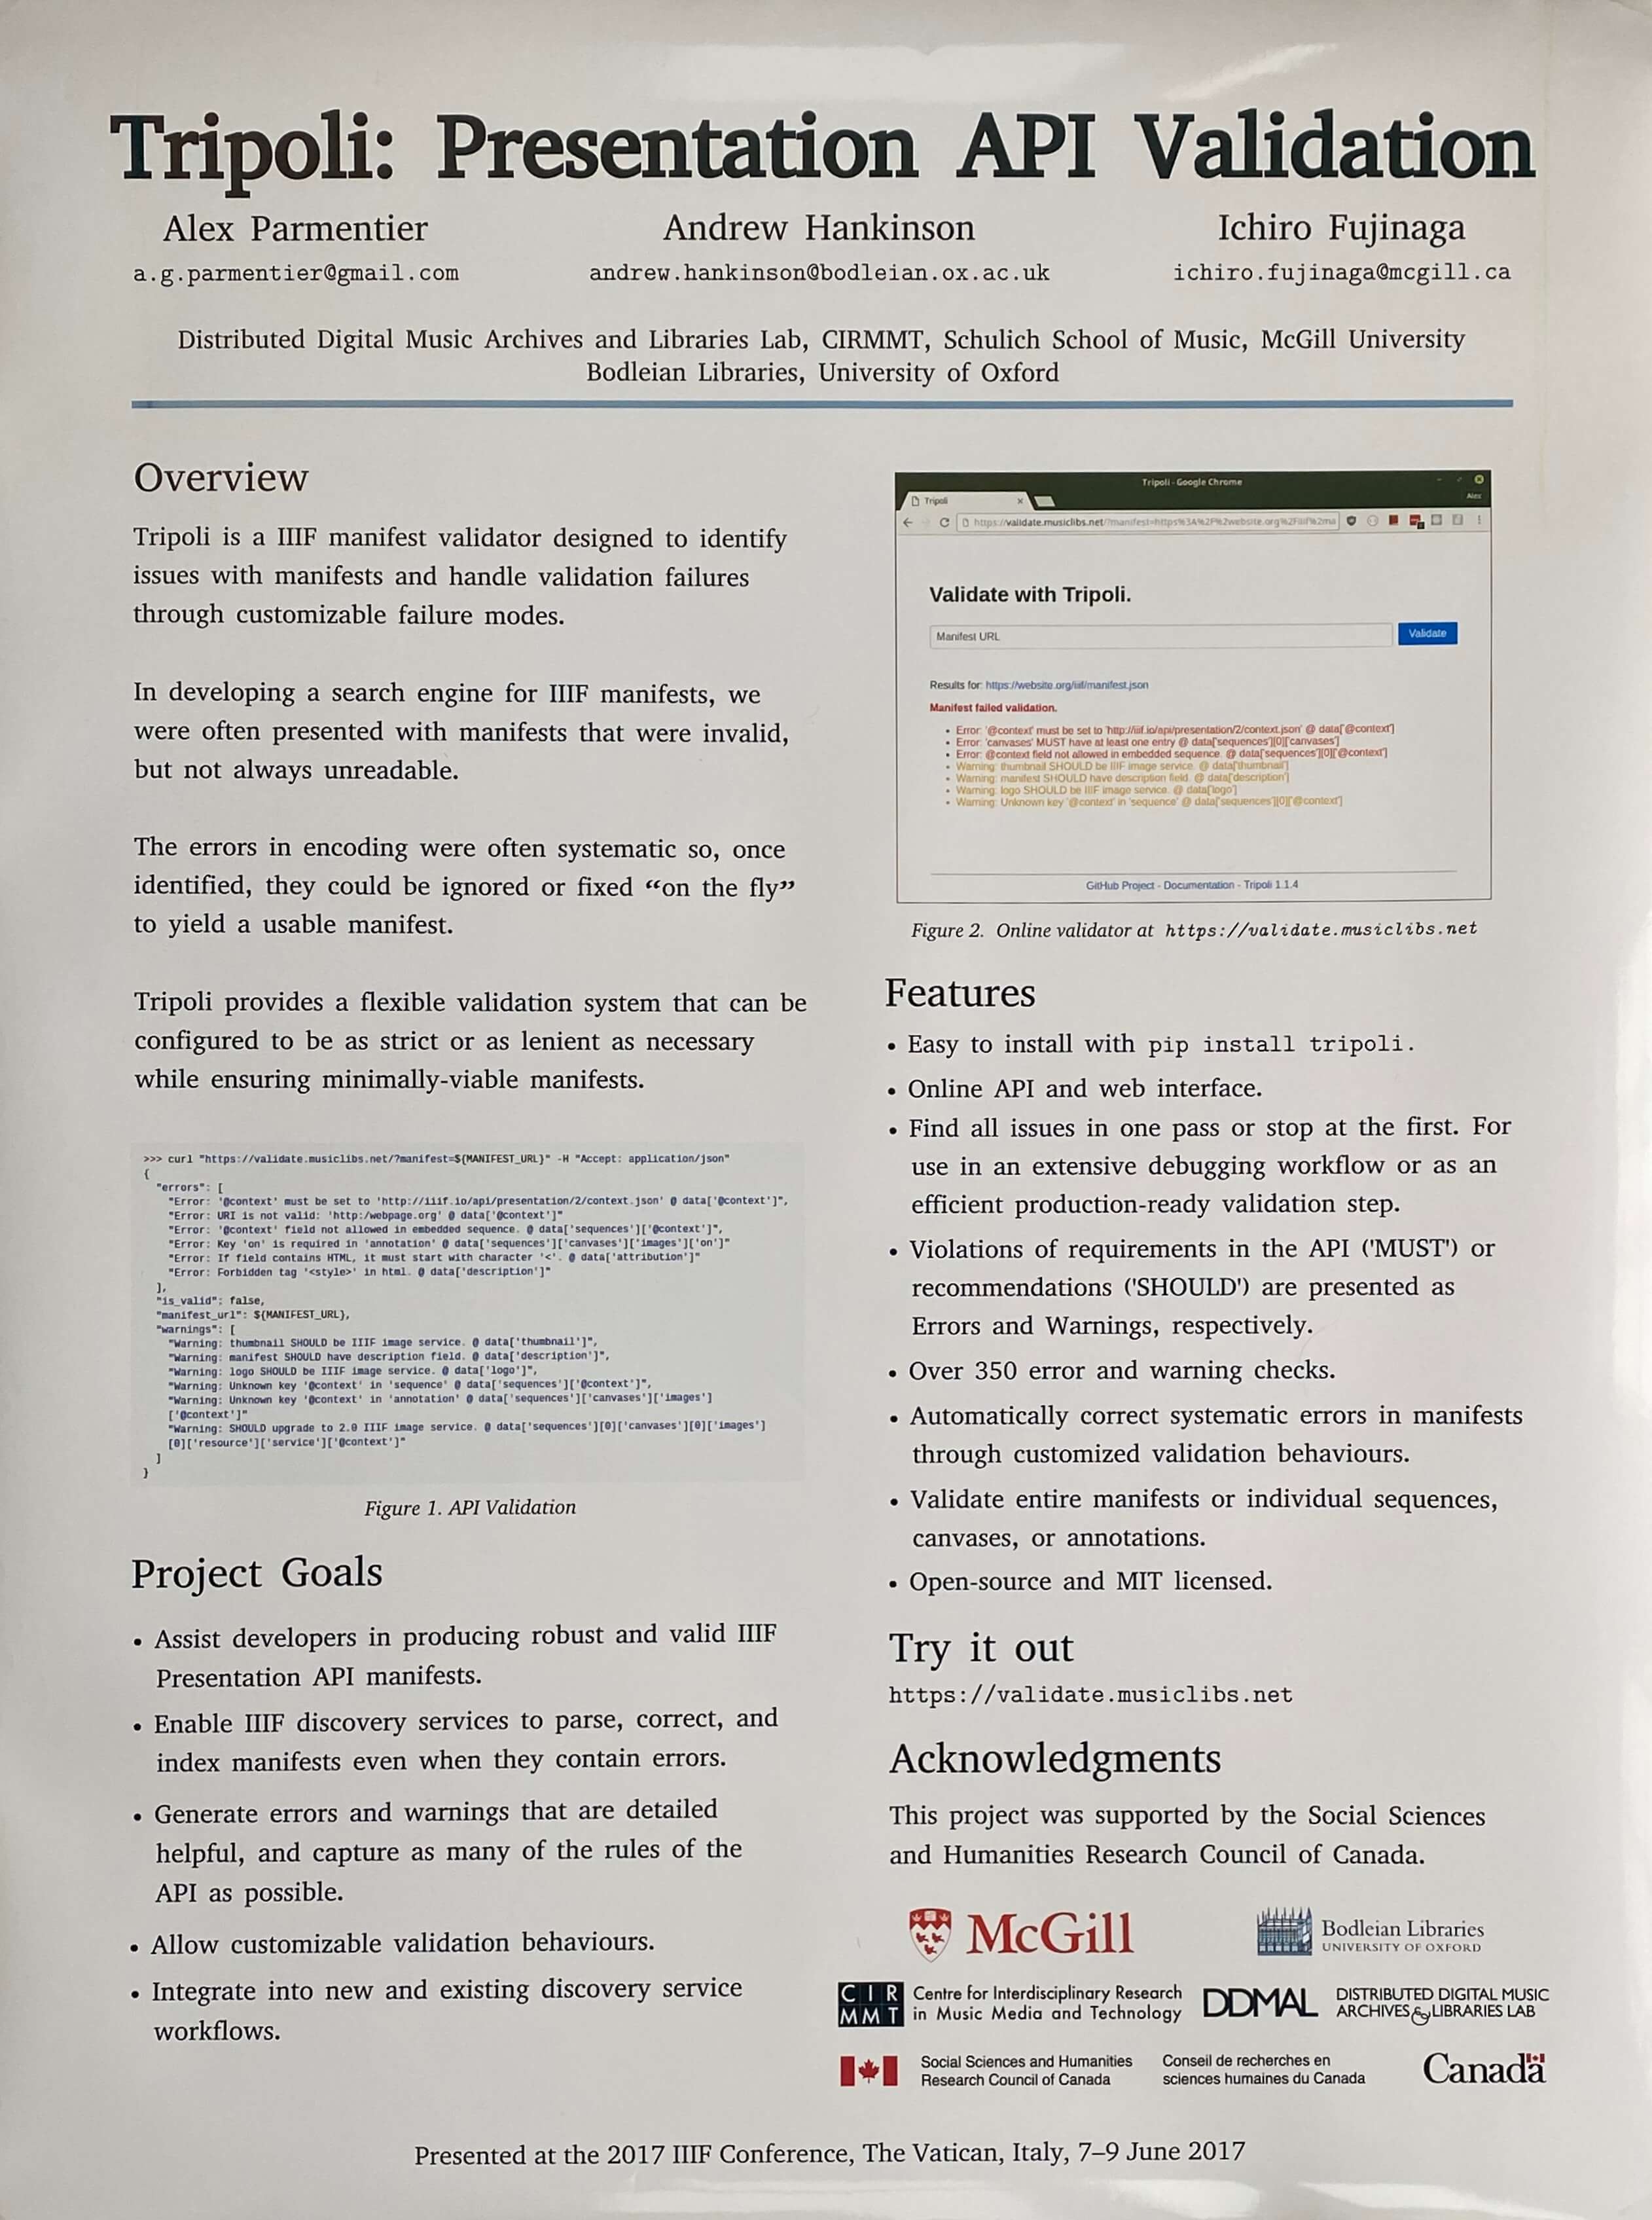 Tripoli: Presentation API Validation
Alex Parmentier
a.g.parmentier@gmail.com
Andrew Hankinson
andrew.hankinson@bodleian.ox.ac.uk
Ichiro Fujinaga
ichiro.fujinaga@mcgill.ca
Distributed Digital Music Archives and Libraries Lab, CIRMMT, Schulich School of Music, McGill University
Bodleian Libraries, University of Oxford
Overview
Tripoli is a IIIF manifest validator designed to identify
issues with manifests and handle validation failures
through customizable failure modes.
In developing a search engine for IIIF manifests, we
were often presented with manifests that were invalid,
but not always unreadable.
The errors in encoding were often systematic so, once
identified, they could be ignored or fixed “on the fly”
to yield a usable manifest.
Tripoli provides a flexible validation system that can be
configured to be as strict or as lenient as necessary
while ensuring minimally-viable manifests.
>>> curl "https://validate.musiclibs.net/?manifest=${MANIFEST_URL}" -H "Accept: application/json"
{
"errors": [
"Error: '@context' must be set to 'http://iiif.io/api/presentation/2/context.json' @ data['@context']",
"Error: URI is not valid: 'http:/webpage.org' @ data['@context']"
"Error: '@context' field not allowed in embedded sequence. @ data['sequences']['@context']",
"Error: Key 'on' is required in 'annotation' @ data['sequences']['canvases']['images']['on']"
"Error: If field contains HTML, it must start with character '<'. @ data['attribution']"
"Error: Forbidden tag '<style>' in html. @ data['description']"
],
"is_valid": false,
"manifest_url": ${MANIFEST_URL},
"warnings": [
"Warning: thumbnail SHOULD be IIIF image service. @ data['thumbnail']",
"Warning: manifest SHOULD have description field. @ data['description']",
"Warning: logo SHOULD be IIIF image service. @ data['logo']",
"Warning: Unknown key '@context' in 'sequence' @ data['sequences']['@context']",
"Warning: Unknown key '@context' in 'annotation' @ data['sequences']['canvases']['images']
['@context']"
"Warning: SHOULD upgrade to 2.0 IIIF image service. @ data['sequences'][0]['canvases'][0]['images']
[0]['resource']['service']['@context']"
]
}
Figure 1. API Validation
Project Goals
• Assist developers in producing robust and valid IIIF
Presentation API manifests.
• Enable IIIF discovery services to parse, correct, and
index manifests even when they contain errors.
• Generate errors and warnings that are detailed
helpful, and capture as many of the rules of the
API as possible.
• Allow customizable validation behaviours.
• Integrate into new and existing discovery service
workflows.
Tripoli - Google Chrome
Tripoli
Alex
https://validate.musiclibs.net/?manifest=https%3A%2F%2Fwebsite.org%2Fiiif%2ma
Validate with Tripoli.
Manifest URL
Validate
Results for: https://website.org/iiif/manifest.json
Manifest failed validation.
• Error: '@context' must be set to 'http://iiif.io/api/presentation/2/context.json' @ data['@context']
• Error: 'canvases' MUST have at least one entry @ data['sequences'][0]['canvases']
• Error: @context field not allowed in embedded sequence. @ data['sequences'][0]['@context']
• Warning: thumbnail SHOULD be IIIF image service. @ data['thumbnail']
• Warning: manifest SHOULD have description field. @ data['description']
• Warning: logo SHOULD be IIIF image service. @ data['logo']
• Warning: Unknown key '@context' in 'sequence' @ data['sequences'][0]['@context']
GitHub Project - Documentation - Tripoli 1.1.4
Figure 2. Online validator at https://validate.musiclibs.net
Features
• Easy to install with pip install tripoli.
• Online API and web interface.
• Find all issues in one pass or stop at the first. For
use in an extensive debugging workflow or as an
efficient production-ready validation step.
• Violations of requirements in the API ('MUST') or
recommendations ('SHOULD') are presented as
Errors and Warnings, respectively.
• Over 350 error and warning checks.
• Automatically correct systematic errors in manifests
through customized validation behaviours.
• Validate entire manifests or individual sequences,
canvases, or annotations.
• Open-source and MIT licensed.
Try it out
https://validate.musiclibs.net
Acknowledgments
This project was supported by the Social Sciences
and Humanities Research Council of Canada.
McGill
Bodleian Libraries
UNIVERSITY OF OXFORD
CIR
MMT
Centre for Interdisciplinary Research
in Music Media and Technology
DDMAL
DISTRIBUTED DIGITAL MUSIC
ARCHIVES & LIBRARIES LAB
Social Sciences and Humanities
Research Council of Canada
Conseil de recherches en
sciences humaines du Canada
Canada
Presented at the 2017 IIIF Conference, The Vatican, Italy, 7–9 June 2017